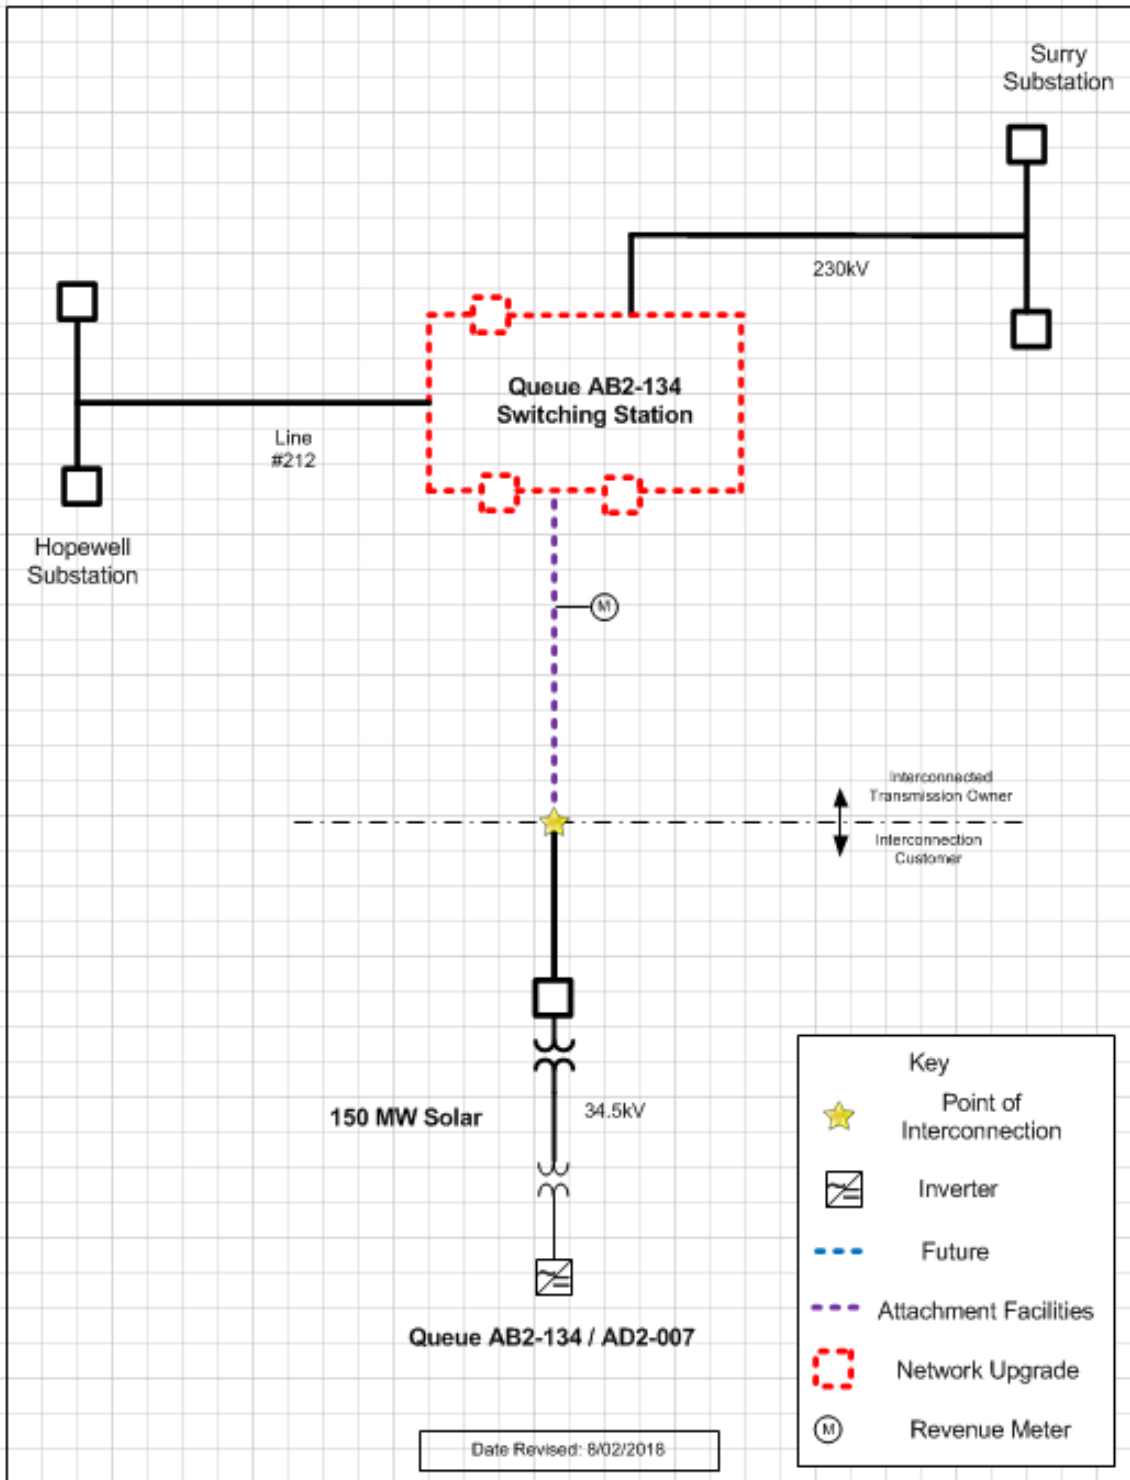 Surry
Substation
230kV
Queue AB2-134
Switching Station
Line
#212
Hopewell
Substation
M
Interconnected
Transmission Owner
Interconnection
Customer
150 MW Solar
34.5kV
Queue AB2-134 / AD2-007
Key
Point of
Interconnection
Inverter
Future
Attachment Facilities
Network Upgrade
M
Revenue Meter
Date Revised: 8/02/2018